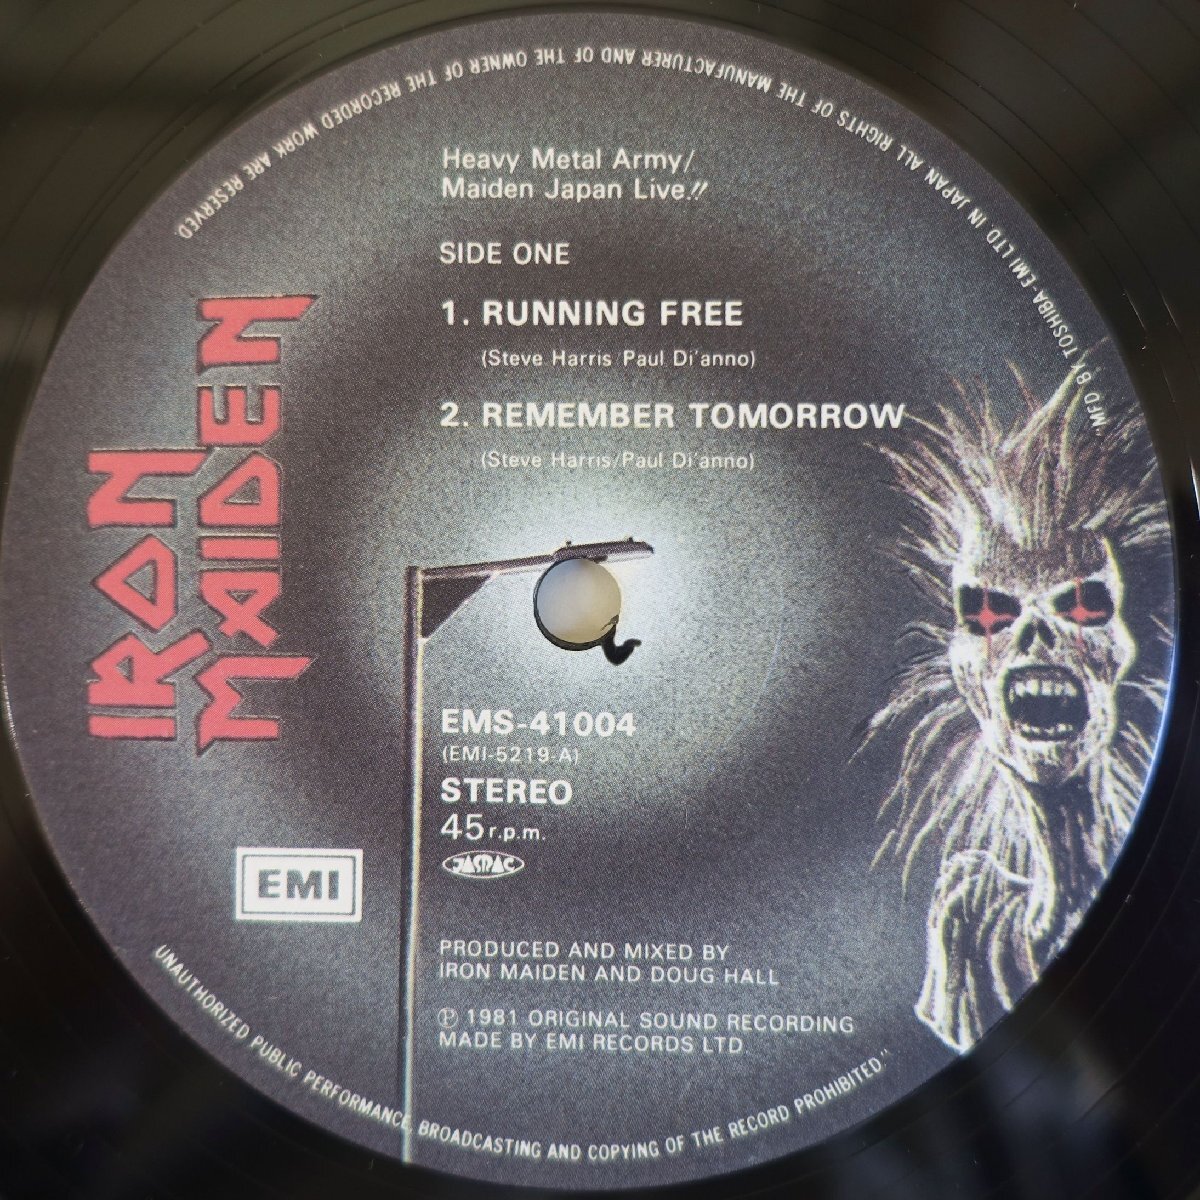 "MFD BY TOSHIBA-EMI LTD. IN JAPAN ALL RIGHTS OF THE MANUFACTURER AND OF THE OWNER OF THE RECORDED WORK ARE RESERVED.
Heavy Metal Army/
Maiden Japan Live!!
SIDE ONE
1. RUNNING FREE
(Steve Harris Paul Di'anno)
2. REMEMBER TOMORROW
(Steve Harris/Paul Di'anno)
IRON
MAIDEN
EMS-41004
(EMI-5219-A)
STEREO
45 r.p.m.
JASRAC
EMI
PRODUCED AND MIXED BY
IRON MAIDEN AND DOUG HALL
℗ 1981 ORIGINAL SOUND RECORDING
MADE BY EMI RECORDS LTD.
UNAUTHORIZED PUBLIC PERFORMANCE, BROADCASTING AND COPYING OF THE RECORD PROHIBITED."